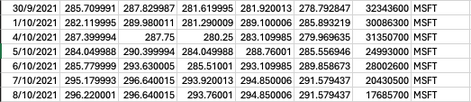 30/9/2021 285.709991 287.829987 281.619995 281.920013 278.792847 32343600 MSFT
1/10/2021 282.119995 289.980011 281.290009 289.100006 285.893219 30086300 MSFT
4/10/2021 287.399994 287.75 280.25 283.109985 279.969635 31350700 MSFT
5/10/2021 284.049988 290.399994 284.049988 288.76001 285.556946 24993000 MSFT
6/10/2021 285.779999 293.630005 285.51001 293.109985 289.858673 28002600 MSFT
7/10/2021 295.179993 296.640015 293.920013 294.850006 291.579437 20430500 MSFT
8/10/2021 296.220001 296.640015 293.76001 294.850006 291.579437 17685700 MSFT